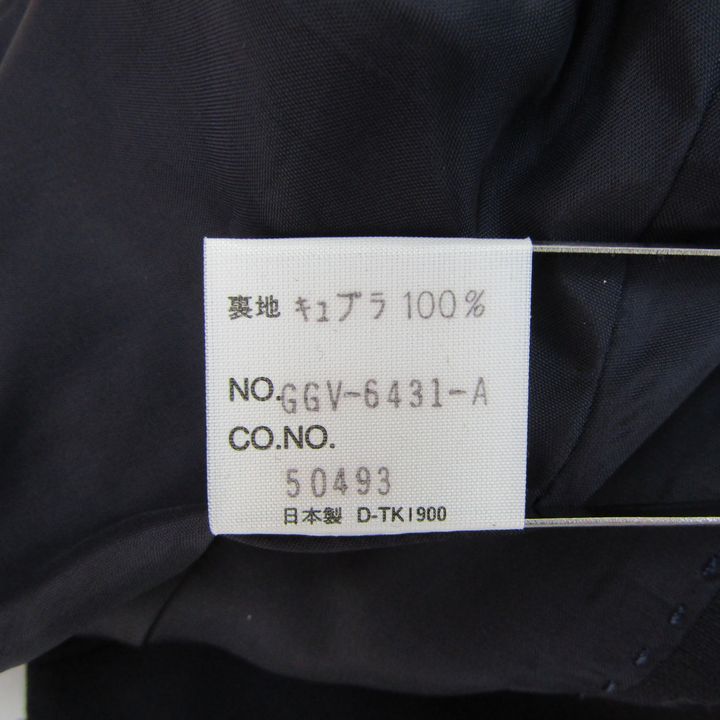 裏地 キュプラ 100%
NO.GGV-6431-A
CO.NO.
50493
日本製 D-TK1900